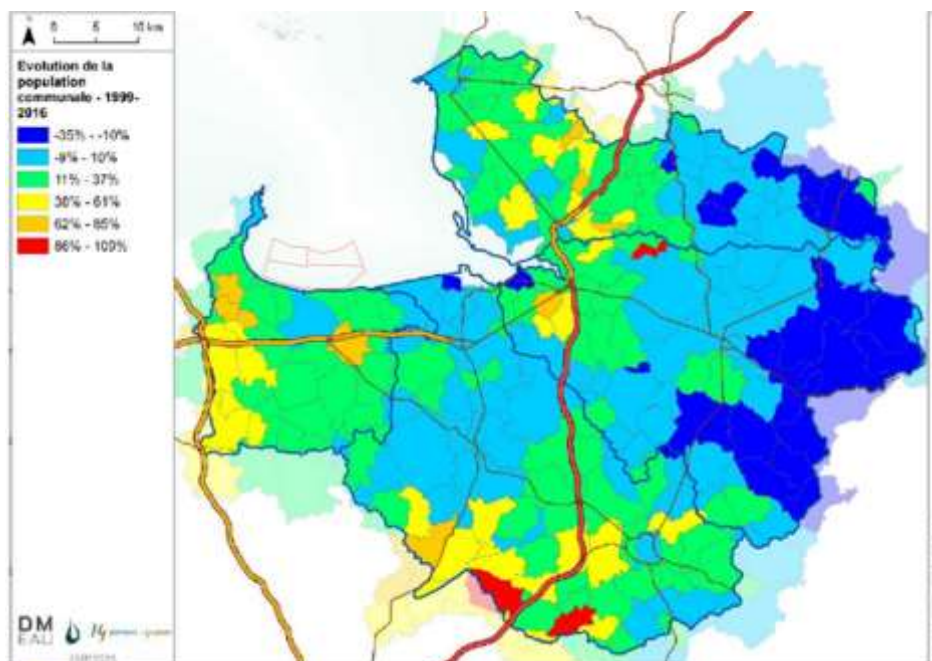 N
0 5 10 km
Evolution de la
population
communale - 1999-
2016
-35% - -10%
-9% - 10%
11% - 37%
38% - 61%
62% - 85%
86% - 109%
DM
EAU